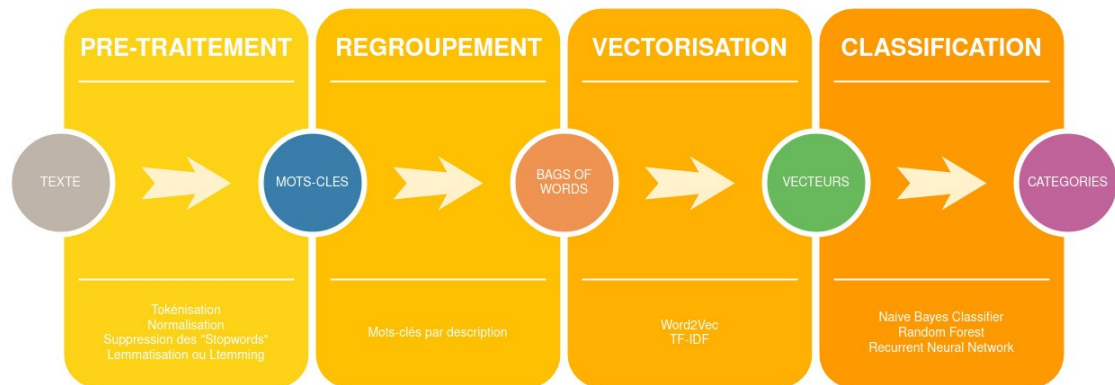 PRE-TRAITEMENT
REGROUPEMENT
VECTORISATION
CLASSIFICATION
TEXTE
MOTS-CLES
BAGS OF
WORDS
VECTEURS
CATEGORIES
Tokénisation
Normalisation
Suppression des "Stopwords"
Lemmatisation ou Ltemming
Mots-clés par description
Word2Vec
TF-IDF
Naive Bayes Classifier
Random Forest
Recurrent Neural Network